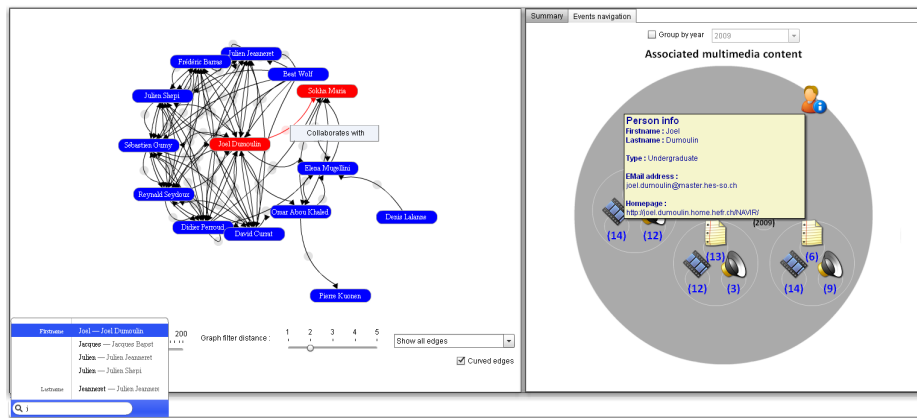 Julien Jeanneret
Frédéric Barras
Beat Wolf
Sokhn Maria
Julien Shepi
Collaborates with
Sébastien Gumy
Joel Dumoulin
Elena Mugellini
Reynald Seydoux
Omar Abou Khaled
Denis Lalanne
Didier Perroud
David Currat
Pierre Kuonen
200
Graph filter distance :
1 2 3 4 5
Show all edges
Curved edges
Firstname Joel — Joel Dumoulin
Jacques — Jacques Bapst
Julien — Julien Jeanneret
Julien — Julien Shepi
Lastname Jeanneret — Julien Jeanners
j
Summary Events navigation
Group by year 2009
Associated multimedia content
Person info
Firstname : Joel
Lastname : Dumoulin
Type : Undergraduate
EMail address :
joel.dumoulin@master.hes-so.ch
Homepage :
http://joel.dumoulin.home.hefr.ch/NAVIR/
(2009)
(14) (12)
(13)
(12) (3)
(6)
(14) (9)